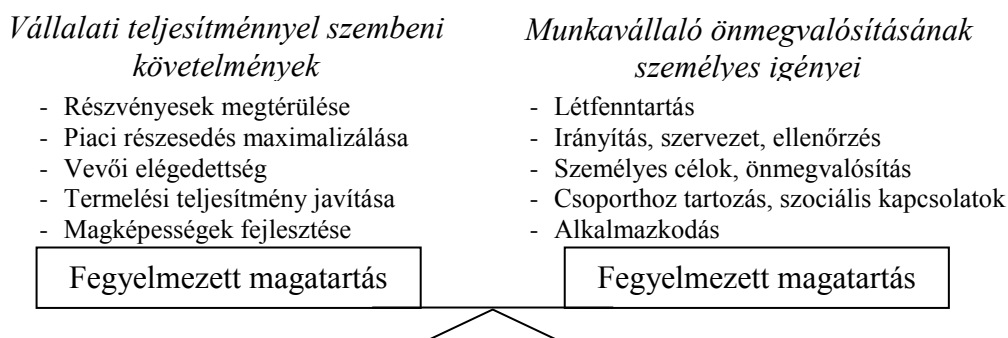 Vállalati teljesítménnyel szembeni
követelmények
- Részvényesek megtérülése
- Piaci részesedés maximalizálása
- Vevői elégedettség
- Termelési teljesítmény javítása
- Magképességek fejlesztése
Fegyelmezett magatartás
Munkavállaló önmegvalósításának
személyes igényei
- Létfenntartás
- Irányítás, szervezet, ellenőrzés
- Személyes célok, önmegvalósítás
- Csoporthoz tartozás, szociális kapcsolatok
- Alkalmazkodás
Fegyelmezett magatartás